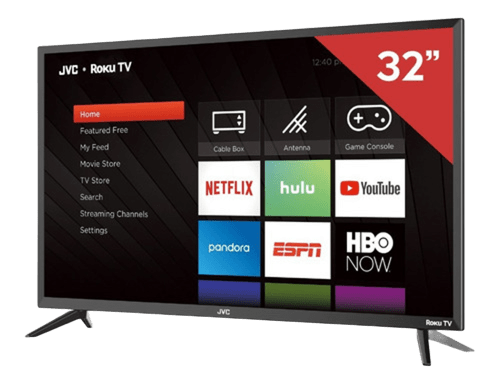 JVC • Roku TV
12:40 p
32”
Home
Featured Free
My Feed
Movie Store
TV Store
Search
Streaming Channels
Settings
Cable Box
Antenna
Game Console
NETFLIX
hulu
YouTube
pandora
ESPN
HBO
NOW
JVC
Roku TV